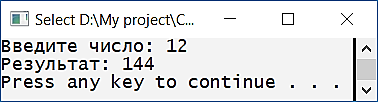 Select D:\My project\C...
Введите число: 12
Результат: 144
Press any key to continue . . .